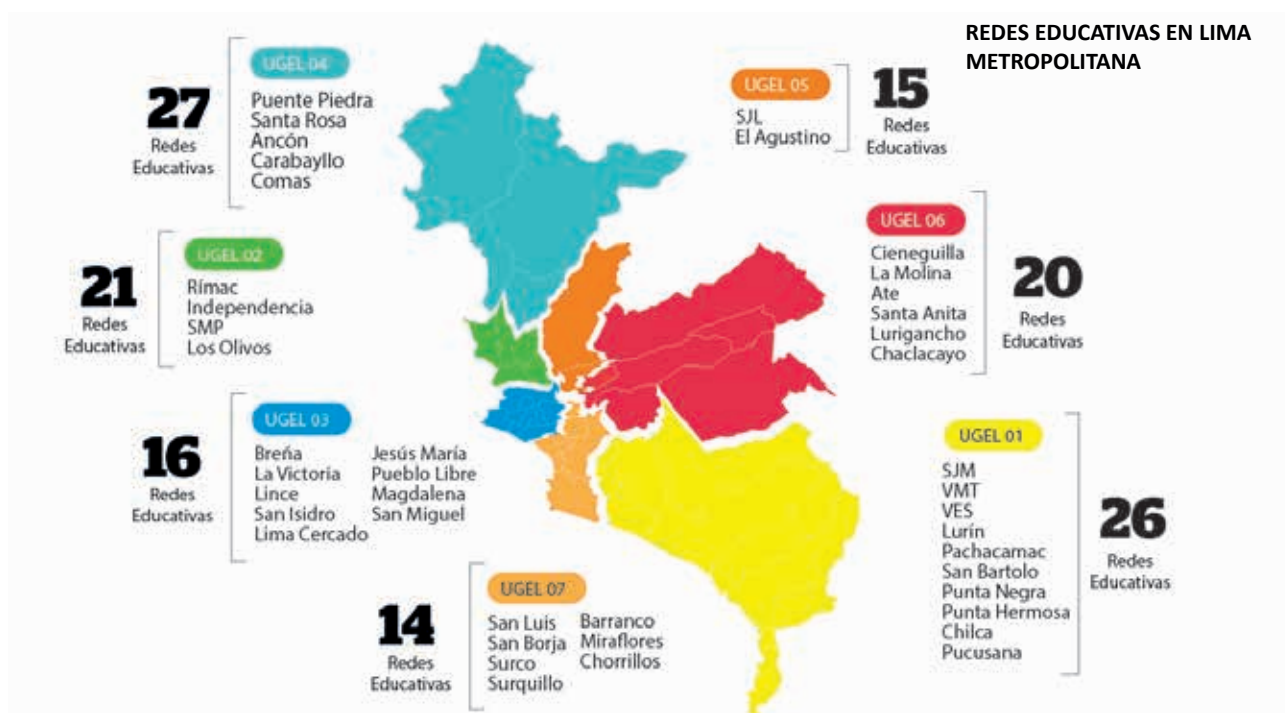 REDES EDUCATIVAS EN LIMA
METROPOLITANA
UGEL 04
27
Redes
Educativas
Puente Piedra
Santa Rosa
Ancón
Carabayllo
Comas
UGEL 05
SJL
El Agustino
15
Redes
Educativas
UGEL 02
21
Redes
Educativas
Rímac
Independencia
SMP
Los Olivos
UGEL 06
Cieneguilla
La Molina
Ate
Santa Anita
Lurigancho
Chaclacayo
20
Redes
Educativas
UGEL 03
16
Redes
Educativas
Breña
La Victoria
Lince
San Isidro
Lima Cercado
Jesús María
Pueblo Libre
Magdalena
San Miguel
UGEL 01
SJM
VMT
VES
Lurín
Pachacamac
San Bartolo
Punta Negra
Punta Hermosa
Chilca
Pucusana
26
Redes
Educativas
UGEL 07
14
Redes
Educativas
San Luis
San Borja
Surco
Surquillo
Barranco
Miraflores
Chorrillos